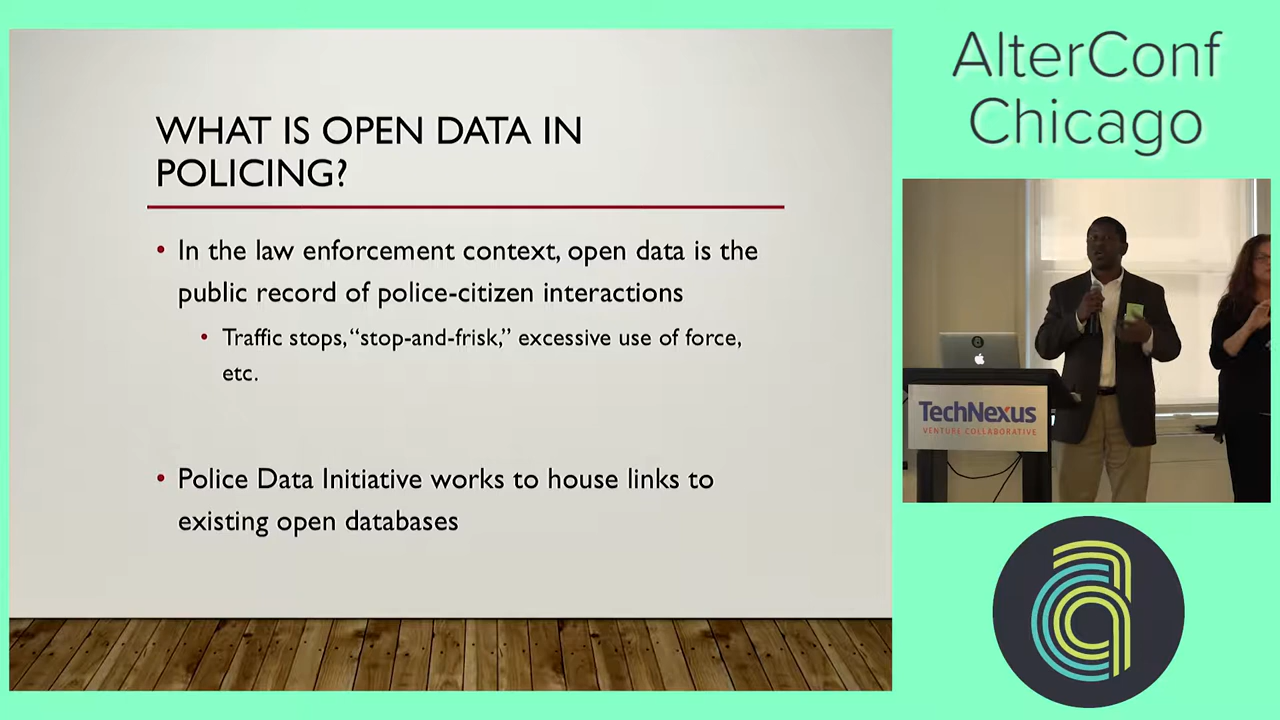 WHAT IS OPEN DATA IN
POLICING?
• In the law enforcement context, open data is the
public record of police-citizen interactions
• Traffic stops, “stop-and-frisk,” excessive use of force,
etc.
• Police Data Initiative works to house links to
existing open databases
AlterConf
Chicago
TechNexus
VENTURE COLLABORATIVE